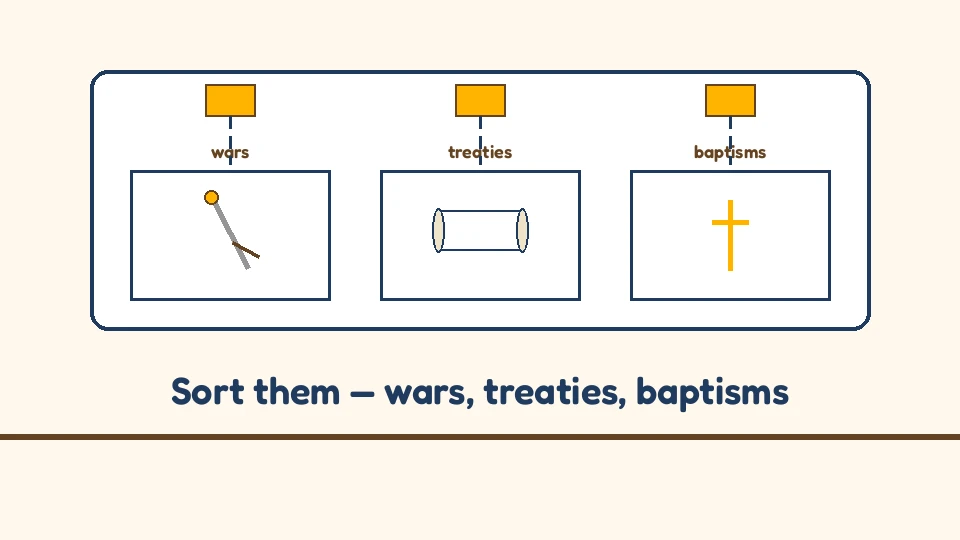 wars
treaties
baptisms
Sort them — wars, treaties, baptisms